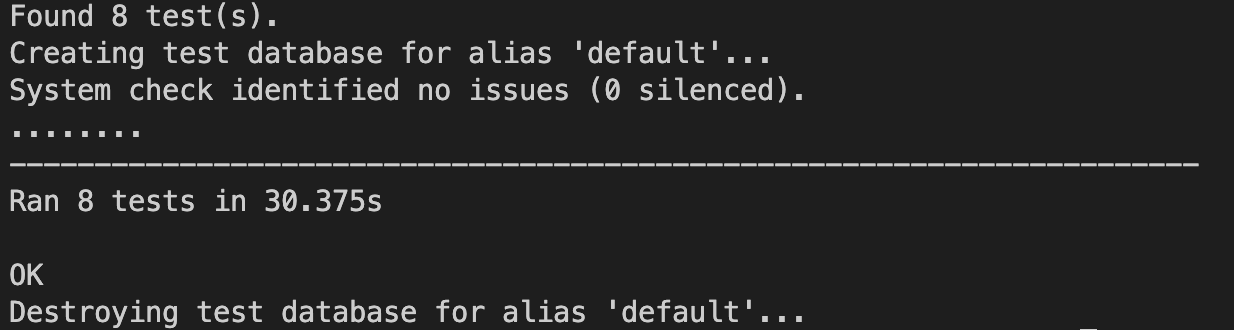 Found 8 test(s).
Creating test database for alias 'default'...
System check identified no issues (0 silenced).
........
----------------------------------------------------------------------
Ran 8 tests in 30.375s

OK
Destroying test database for alias 'default'...